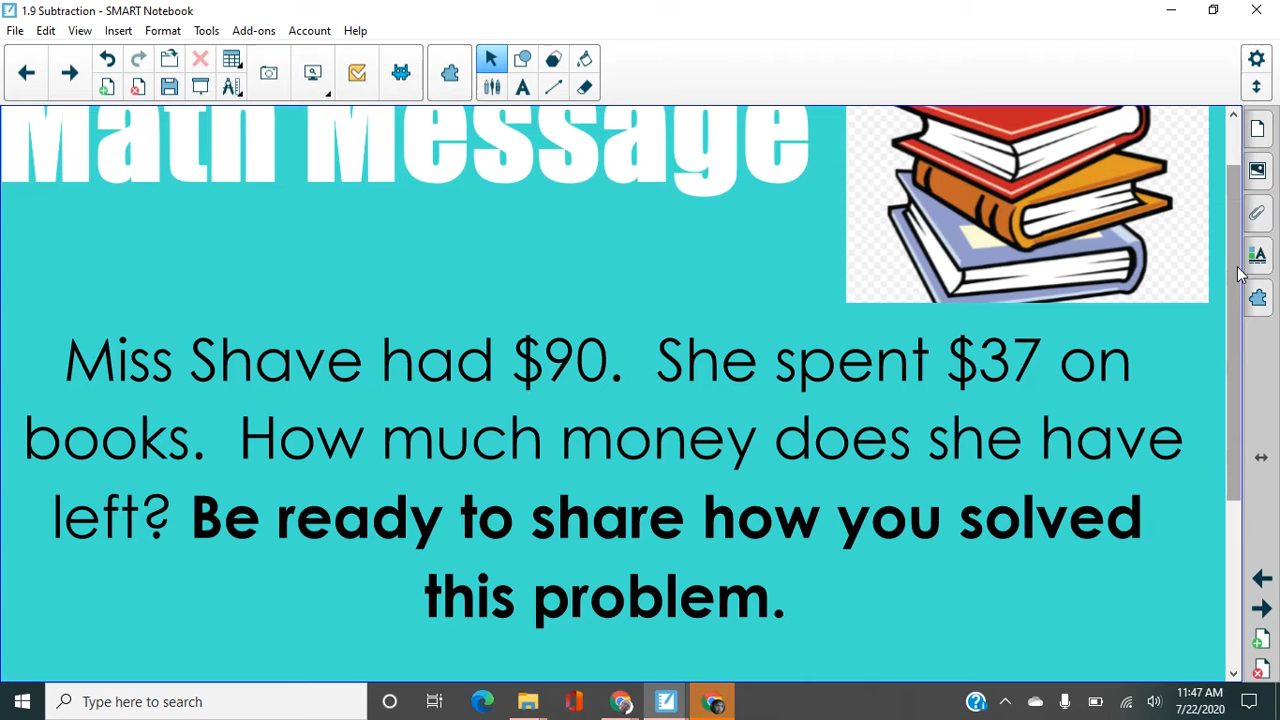 1.9 Subtraction - SMART Notebook
File Edit View Insert Format Tools Add-ons Account Help
Math Message
Miss Shave had $90. She spent $37 on
books. How much money does she have
left? Be ready to share how you solved
this problem.
Type here to search
11:47 AM
7/22/2020